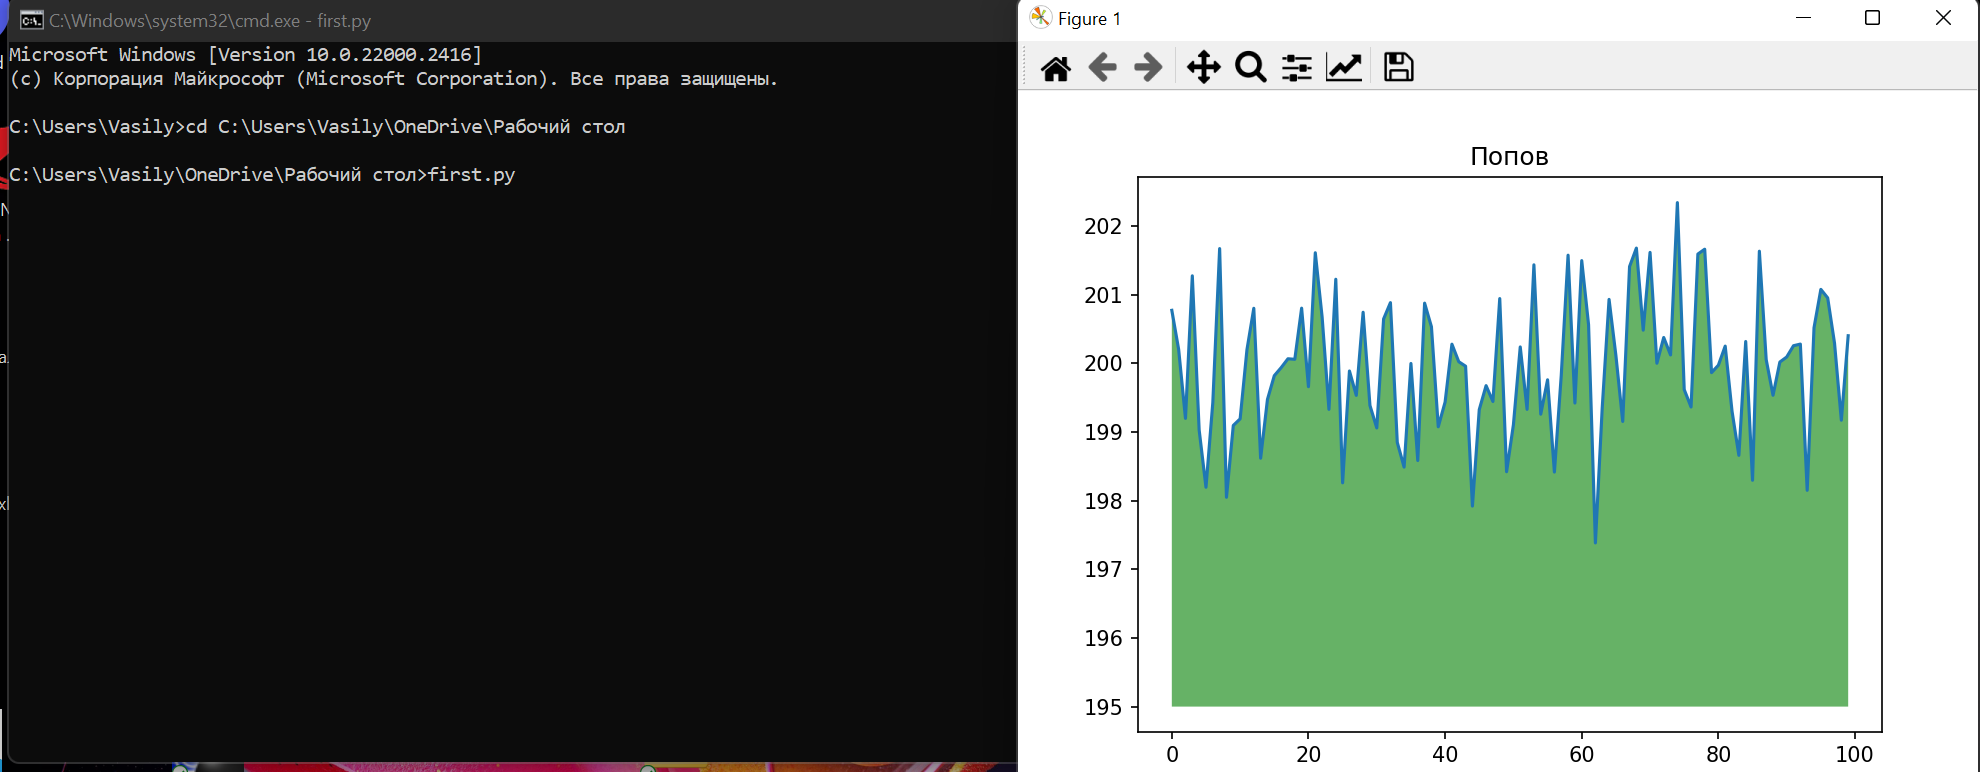 C:\Windows\system32\cmd.exe - first.py
Microsoft Windows [Version 10.0.22000.2416]
(c) Корпорация Майкрософт (Microsoft Corporation). Все права защищены.
C:\Users\Vasily>cd C:\Users\Vasily\OneDrive\Рабочий стол
C:\Users\Vasily\OneDrive\Рабочий стол>first.py
Figure 1
Попов
202
201
200
199
198
197
196
195
0 20 40 60 80 100